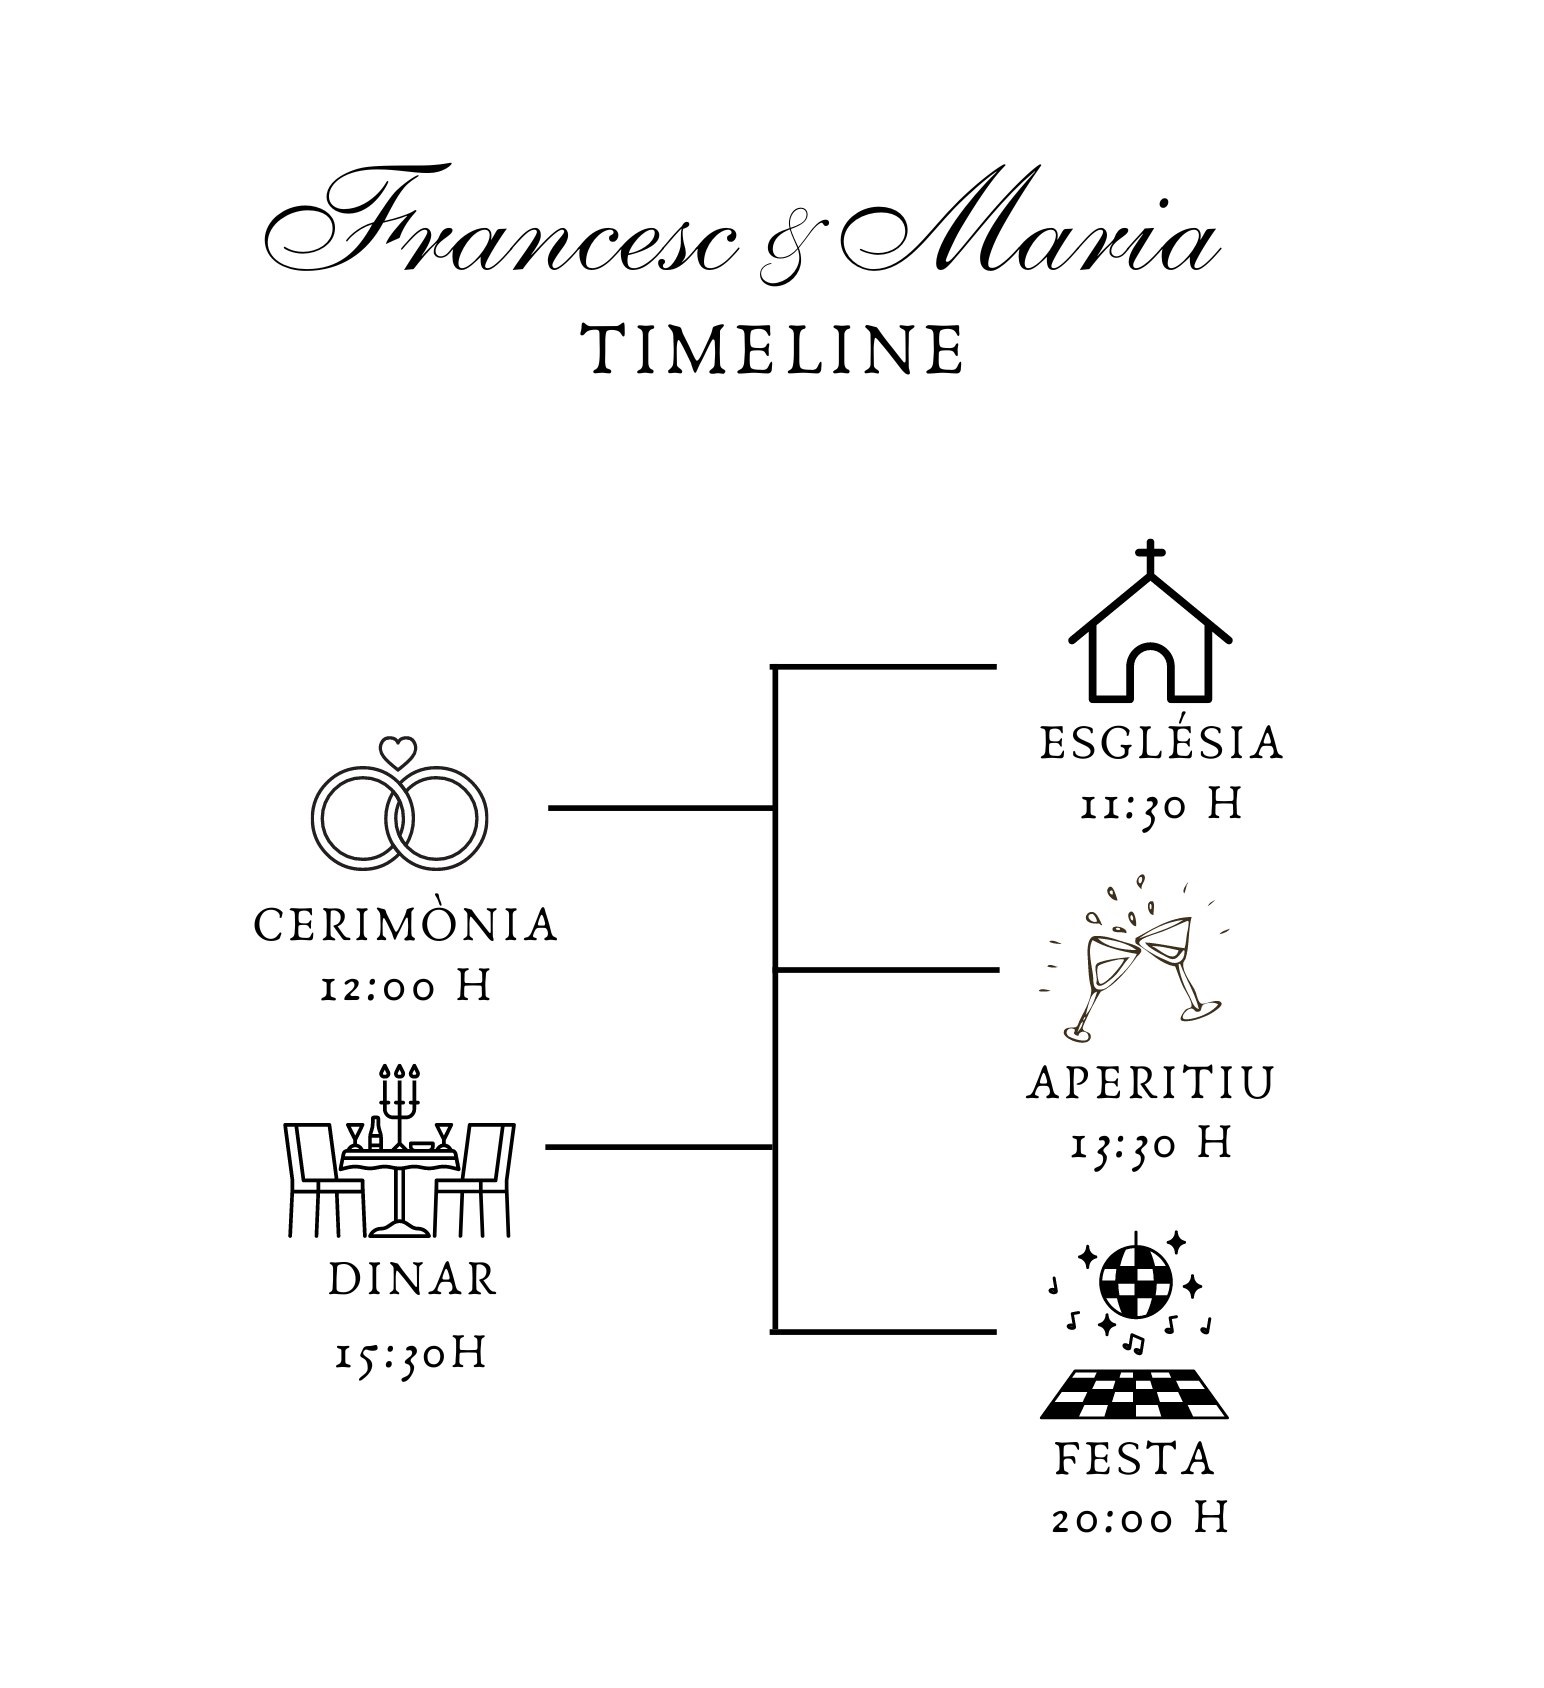 Francesc & Maria
TIMELINE
ESGLÉSIA
11:30 H
CERIMÒNIA
12:00 H
APERITIU
13:30 H
DINAR
15:30H
FESTA
20:00 H